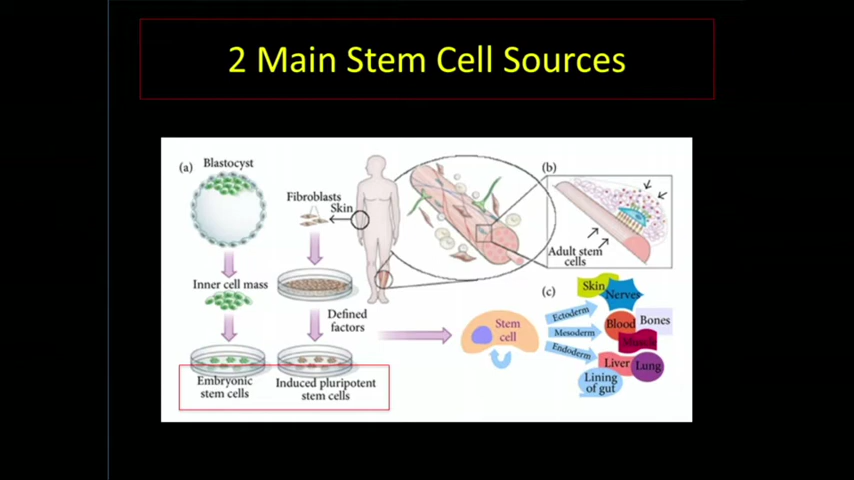 2 Main Stem Cell Sources
(a)
Blastocyst
Inner cell mass
Embryonic
stem cells
Fibroblasts
Skin
Defined
factors
Induced pluripotent
stem cells
(b)
Adult stem
cells
(c)
Stem
cell
Ectoderm
Mesoderm
Endoderm
Skin
Nerves
Blood
Bones
Muscle
Liver
Lung
Lining
of gut